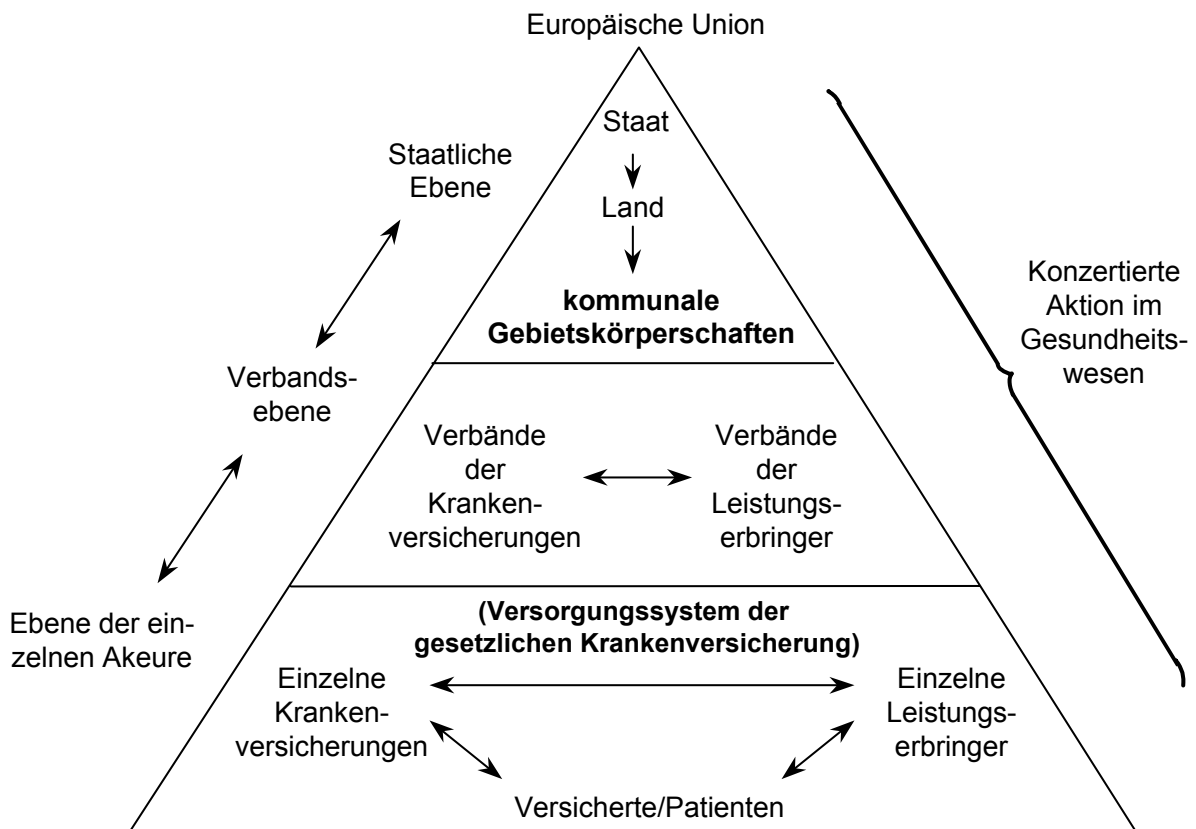 Europäische Union
Staat
Staatliche
Ebene
Land
kommunale
Gebietskörperschaften
Konzertierte
Aktion im
Gesundheits-
wesen
Verbands-
ebene
Verbände
der
Kranken-
versicherungen
Verbände
der
Leistungs-
erbringer
Ebene der ein-
zelnen Akeure
(Versorgungssystem der
gesetzlichen Krankenversicherung)
Einzelne
Kranken-
versicherungen
Einzelne
Leistungs-
erbringer
Versicherte/Patienten